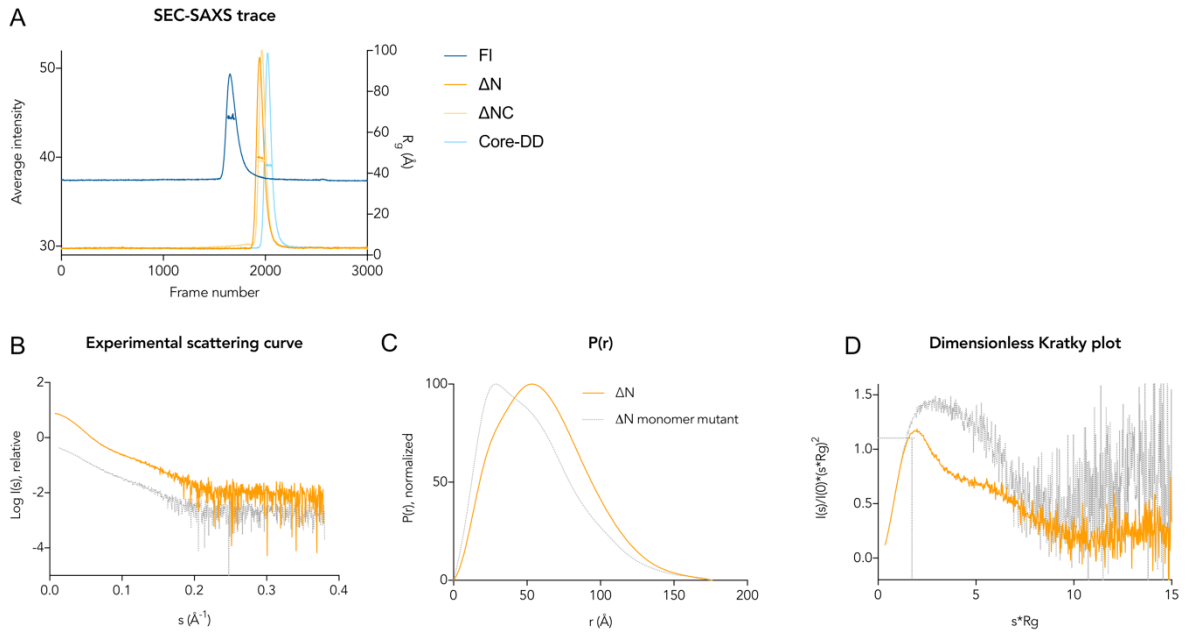 A
SEC-SAXS trace
50
40
30
Average intensity
100
80
60
40
20
0
Rg (Å)
0
1000
2000
3000
Frame number
Fl
ΔN
ΔNC
Core-DD
B
Experimental scattering curve
2
0
-2
-4
Log I(s), relative
0.0
0.1
0.2
0.3
0.4
s (Å-1)
C
P(r)
100
50
0
P(r), normalized
0
50
100
150
200
r (Å)
ΔN
ΔN monomer mutant
D
Dimensionless Kratky plot
1.5
1.0
0.5
0.0
I(s)/I(0)*(s*Rg)2
0
5
10
15
s*Rg